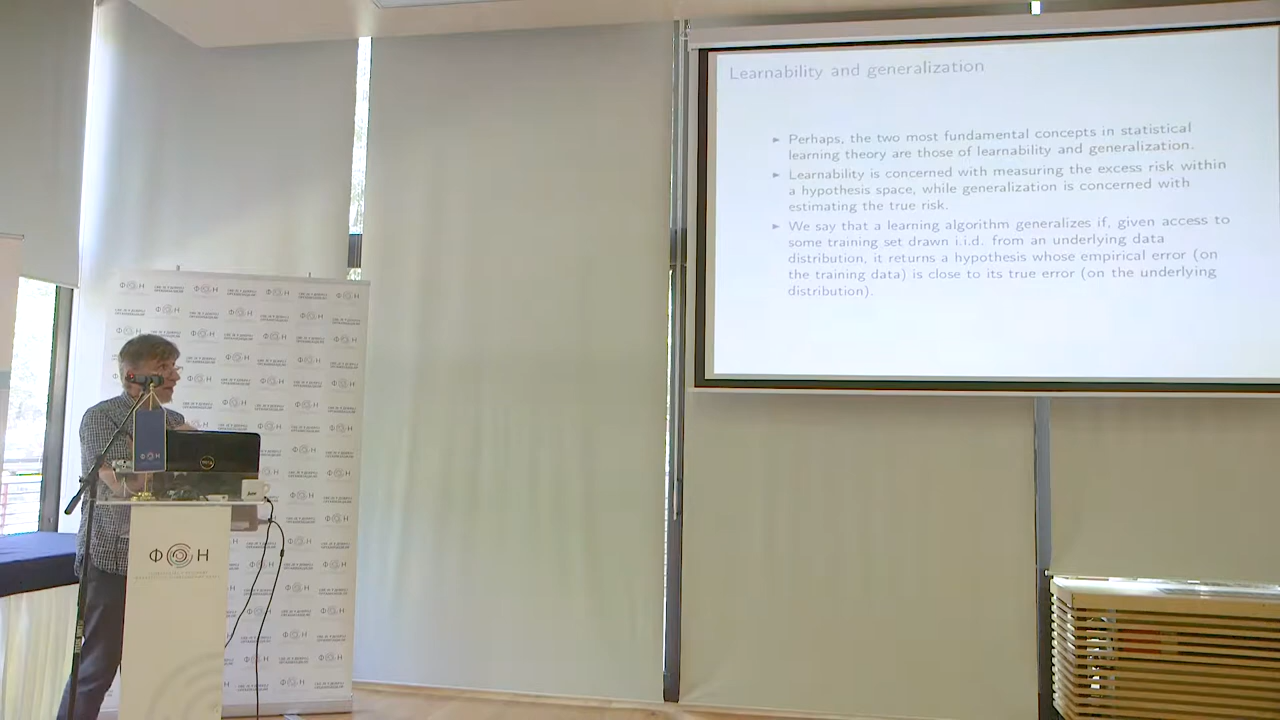 Learnability and generalization
► Perhaps, the two most fundamental concepts in statistical
learning theory are those of learnability and generalization.
► Learnability is concerned with measuring the excess risk within
a hypothesis space, while generalization is concerned with
estimating the true risk.
► We say that a learning algorithm generalizes if, given access to
some training set drawn i.i.d. from an underlying data
distribution, it returns a hypothesis whose empirical error (on
the training data) is close to its true error (on the underlying
distribution).
DELL
ФОН